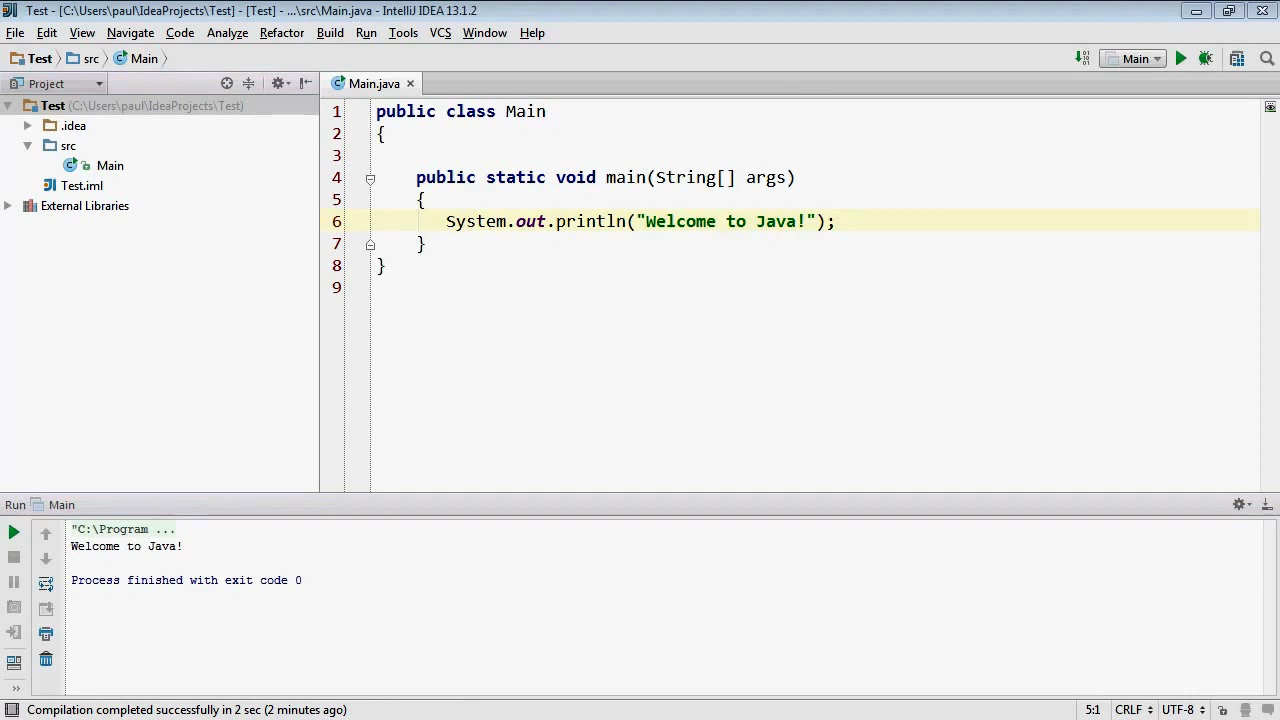 Test - [C:\Users\paul\IdeaProjects\Test] - [Test] - ...\src\Main.java - IntelliJ IDEA 13.1.2
File Edit View Navigate Code Analyze Refactor Build Run Tools VCS Window Help
Test src Main Main
Project Main.java
Test (C:\Users\paul\IdeaProjects\Test)
.idea
src
Main
Test.iml
External Libraries
1 public class Main
2 {
3
4 public static void main(String[] args)
5 {
6 System.out.println("Welcome to Java!");
7 }
8 }
9
Run Main
"C:\Program ...
Welcome to Java!
Process finished with exit code 0
Compilation completed successfully in 2 sec (2 minutes ago) 5:1 CRLF UTF-8